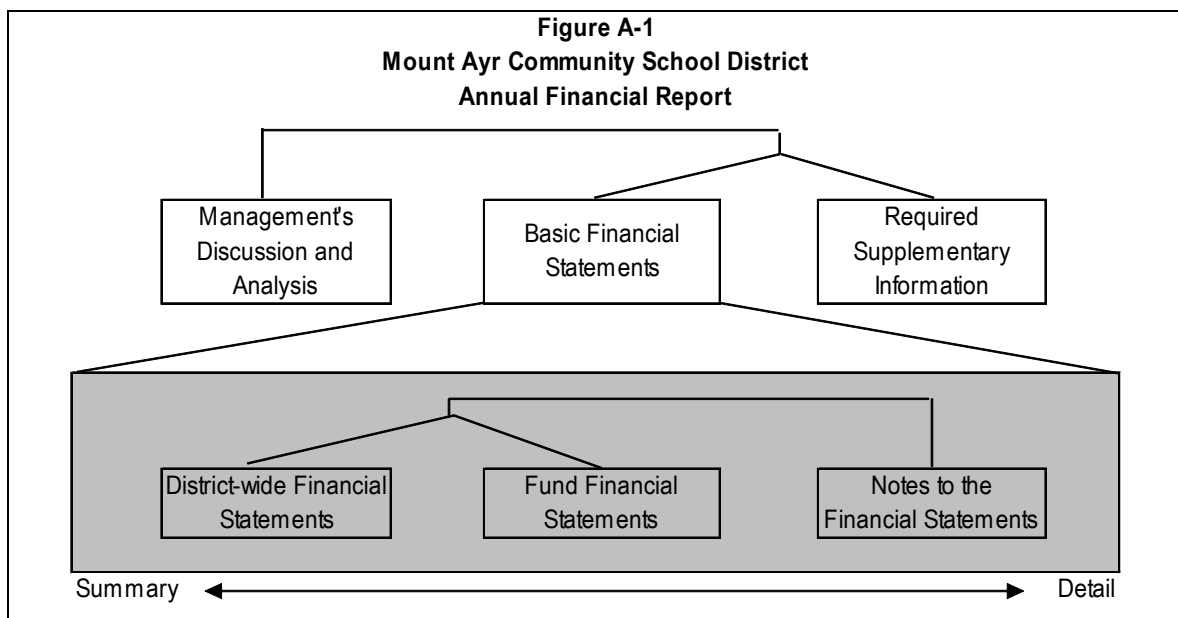 Figure A-1
Mount Ayr Community School District
Annual Financial Report
Management's
Discussion and
Analysis
Basic Financial
Statements
Required
Supplementary
Information
District-wide Financial
Statements
Fund Financial
Statements
Notes to the
Financial Statements
Summary
Detail